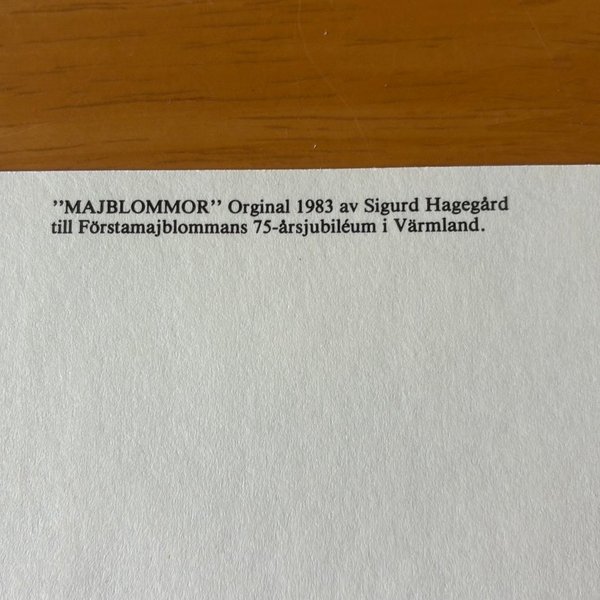 ”MAJBLOMMOR” Orginal 1983 av Sigurd Hagegård
till Förstamajblommans 75-årsjubiléum i Värmland.